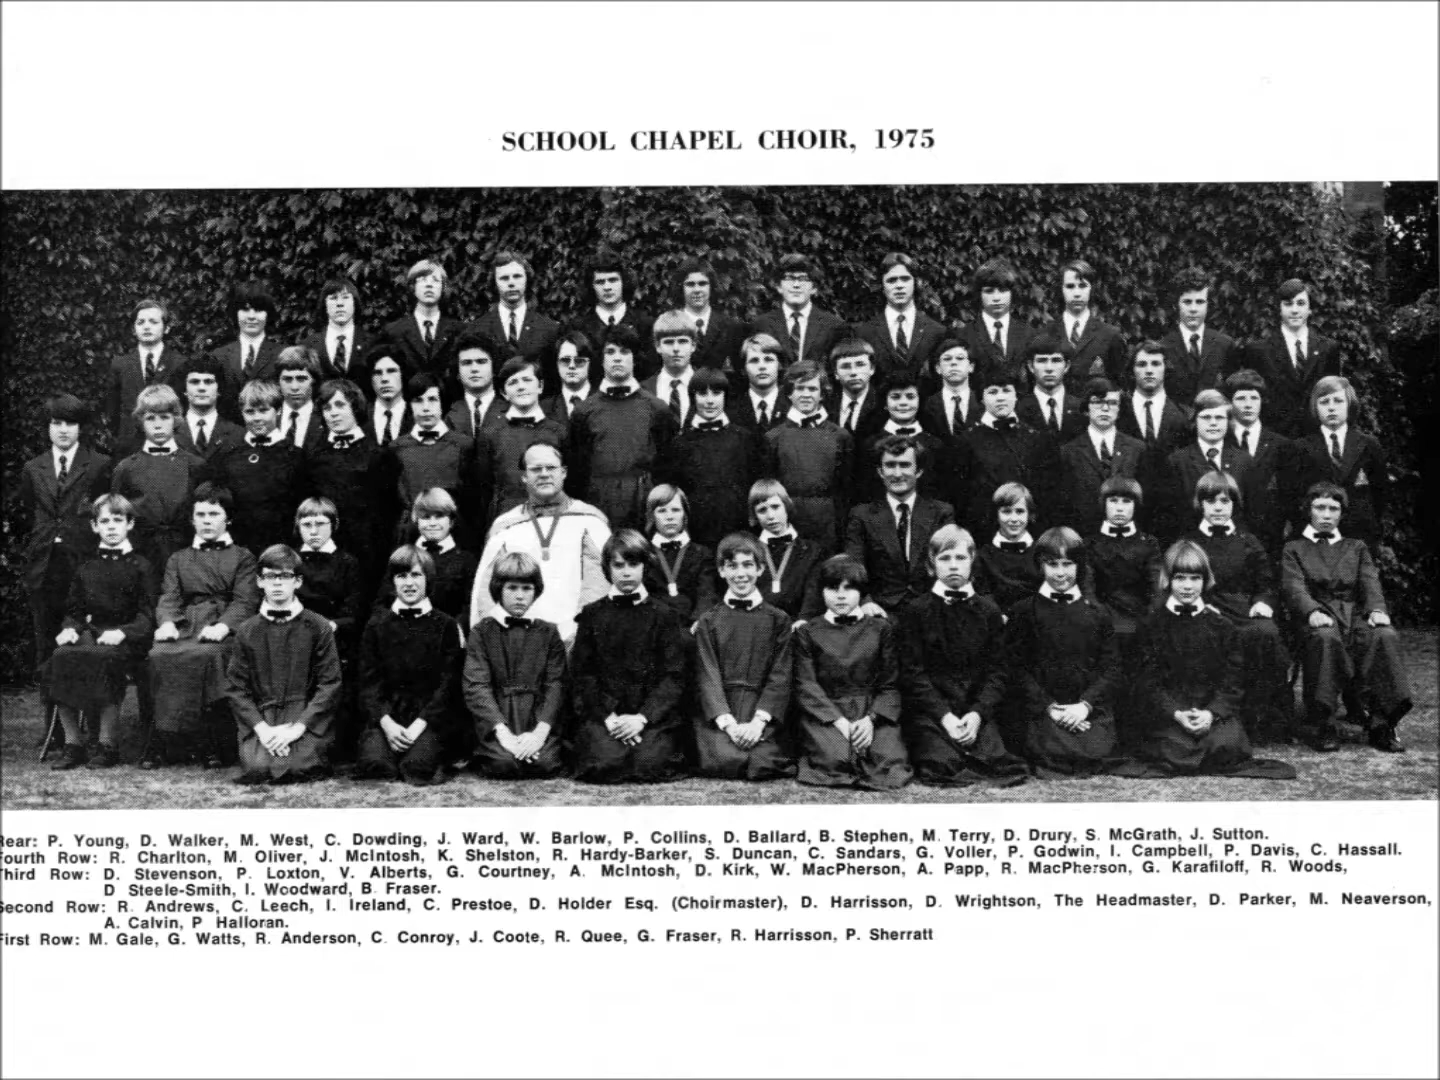 SCHOOL CHAPEL CHOIR, 1975
Rear: P. Young, D. Walker, M. West, C. Dowding, J. Ward, W. Barlow, P. Collins, D. Ballard, B. Stephen, M. Terry, D. Drury, S. McGrath, J. Sutton.
Fourth Row: R. Charlton, M. Oliver, J. McIntosh, K. Shelston, R. Hardy-Barker, S. Duncan, C. Sandars, G. Voller, P. Godwin, I. Campbell, P. Davis, C. Hassall.
Third Row: D. Stevenson, P. Loxton, V. Alberts, G. Courtney, A. McIntosh, D. Kirk, W. MacPherson, A. Papp, R. MacPherson, G. Karafiloff, R. Woods,
D Steele-Smith, I. Woodward, B. Fraser.
Second Row: R. Andrews, C. Leech, I. Ireland, C. Prestoe, D. Holder Esq. (Choirmaster), D. Harrisson, D. Wrightson, The Headmaster, D. Parker, M. Neaverson,
A. Calvin, P Halloran.
First Row: M. Gale, G. Watts, R. Anderson, C. Conroy, J. Coote, R. Quee, G. Fraser, R. Harrisson, P. Sherratt